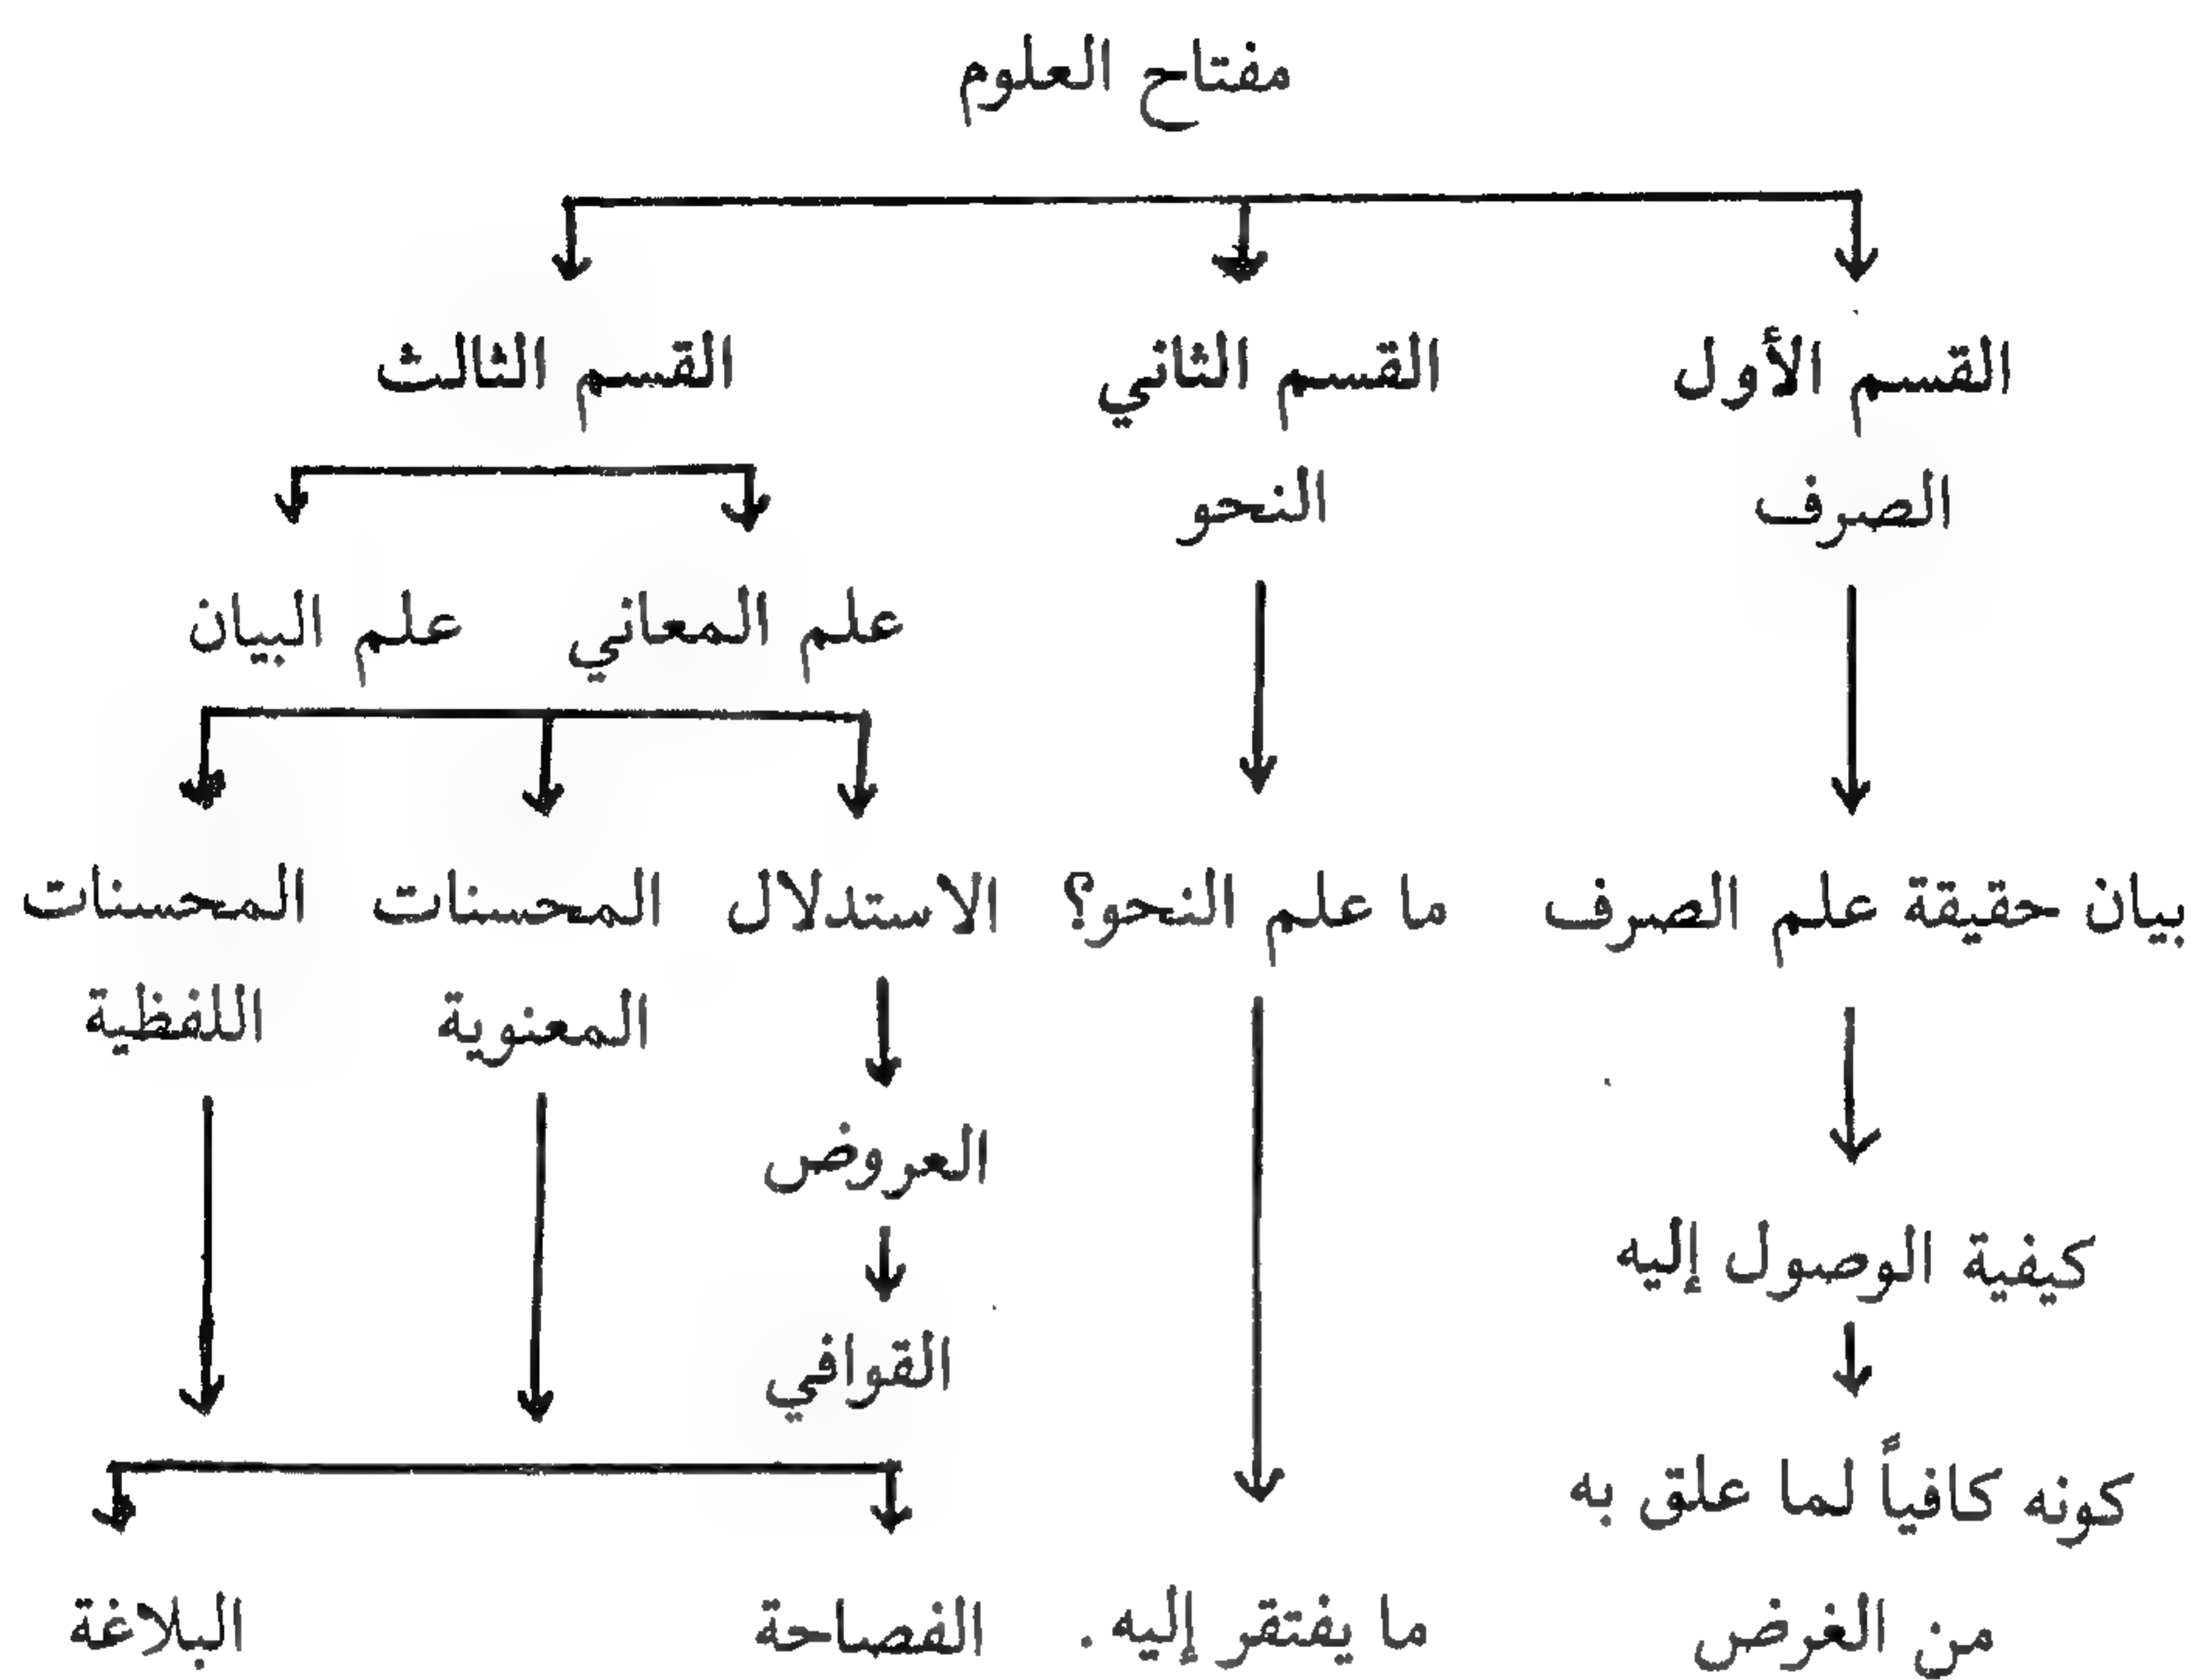 مفتاح العلوم
القسم الأول القسم الثاني القسم الثالث
الصرف النحو
علم المعاني علم البيان
بيان حقيقة علم الصرف ما علم النحو؟ الاستدلال المحسنات المحسنات
المعنوية اللفظية
العروض
كيفية الوصول إليه
القوافي
كونه كافياً لما علق به
من الغرض ما يفتقر إليه. الفصاحة البلاغة